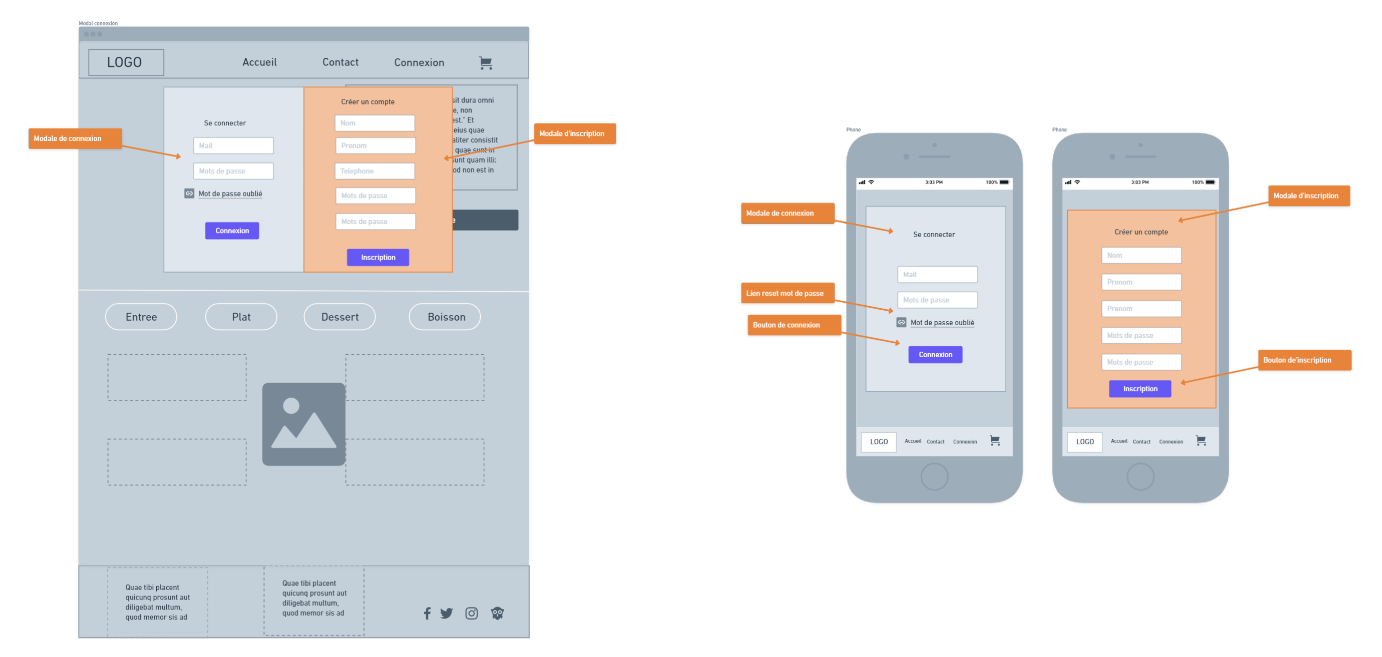 Modal connexion
LOGO
Accueil
Contact
Connexion
Modale de connexion
Se connecter
Mail
Mots de passe
Mot de passe oublié
Connexion
Créer un compte
Nom
Prenom
Telephone
Mots de passe
Mots de passe
Inscription
Modale d'inscription
sit dura omni
e, non
est." Et
eius quae
aliter consistit
quae sunt in
sunt quam illi;
od non est in
e
Entree
Plat
Dessert
Boisson
Quae tibi placent
quicunq prosunt aut
diligebat multum,
quod memor sis ad
Quae tibi placent
quicunq prosunt aut
diligebat multum,
quod memor sis ad
Phone
3:03 PM
100%
Modale de connexion
Se connecter
Mail
Mots de passe
Lien reset mot de passe
Mot de passe oublié
Bouton de connexion
Connexion
LOGO
Accueil
Contact
Connexion
Phone
3:03 PM
100%
Modale d'inscription
Créer un compte
Nom
Prenom
Prenom
Mots de passe
Mots de passe
Bouton de'inscription
Inscription
LOGO
Accueil
Contact
Connexion